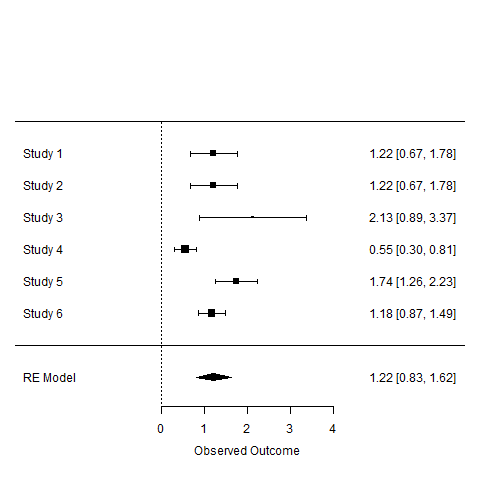 Study 1 1.22 [0.67, 1.78]
Study 2 1.22 [0.67, 1.78]
Study 3 2.13 [0.89, 3.37]
Study 4 0.55 [0.30, 0.81]
Study 5 1.74 [1.26, 2.23]
Study 6 1.18 [0.87, 1.49]
RE Model 1.22 [0.83, 1.62]
0 1 2 3 4
Observed Outcome